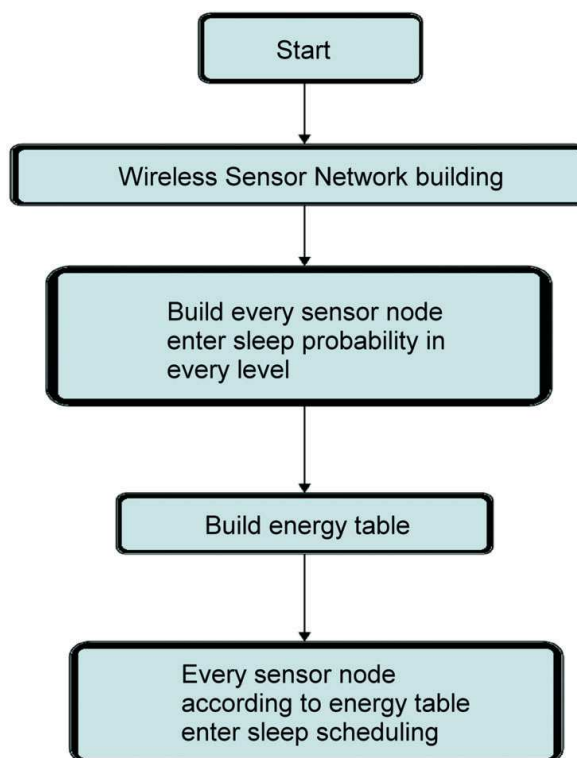 Start
Wireless Sensor Network building
Build every sensor node
enter sleep probability in
every level
Build energy table
Every sensor node
according to energy table
enter sleep scheduling